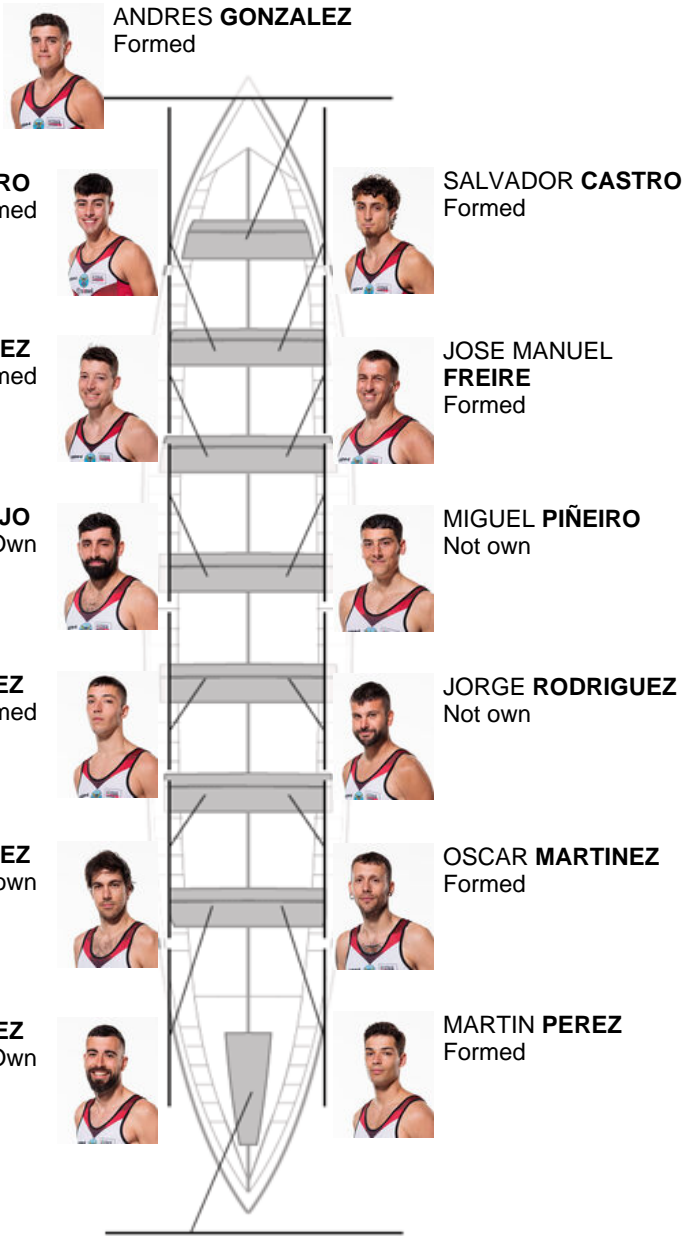 ANDRES GONZALEZ
Formed
RO
med
SALVADOR CASTRO
Formed
EZ
med
JOSE MANUEL
FREIRE
Formed
JO
Own
MIGUEL PIÑEIRO
Not own
EZ
med
JORGE RODRIGUEZ
Not own
EZ
own
OSCAR MARTINEZ
Formed
EZ
Own
MARTIN PEREZ
Formed